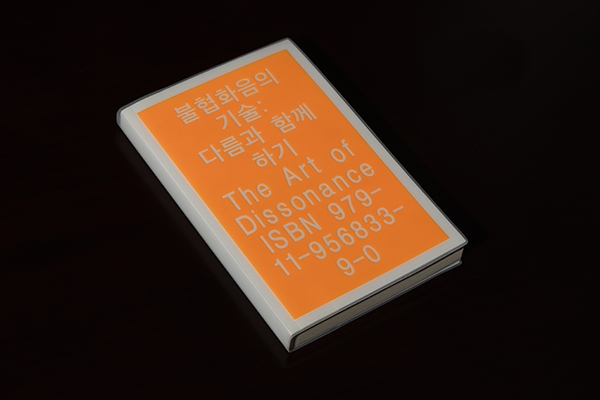 불협화음의
기술:
다름과 함께
하기
The Art of
Dissonance
ISBN 979-
11-956833-
9-0